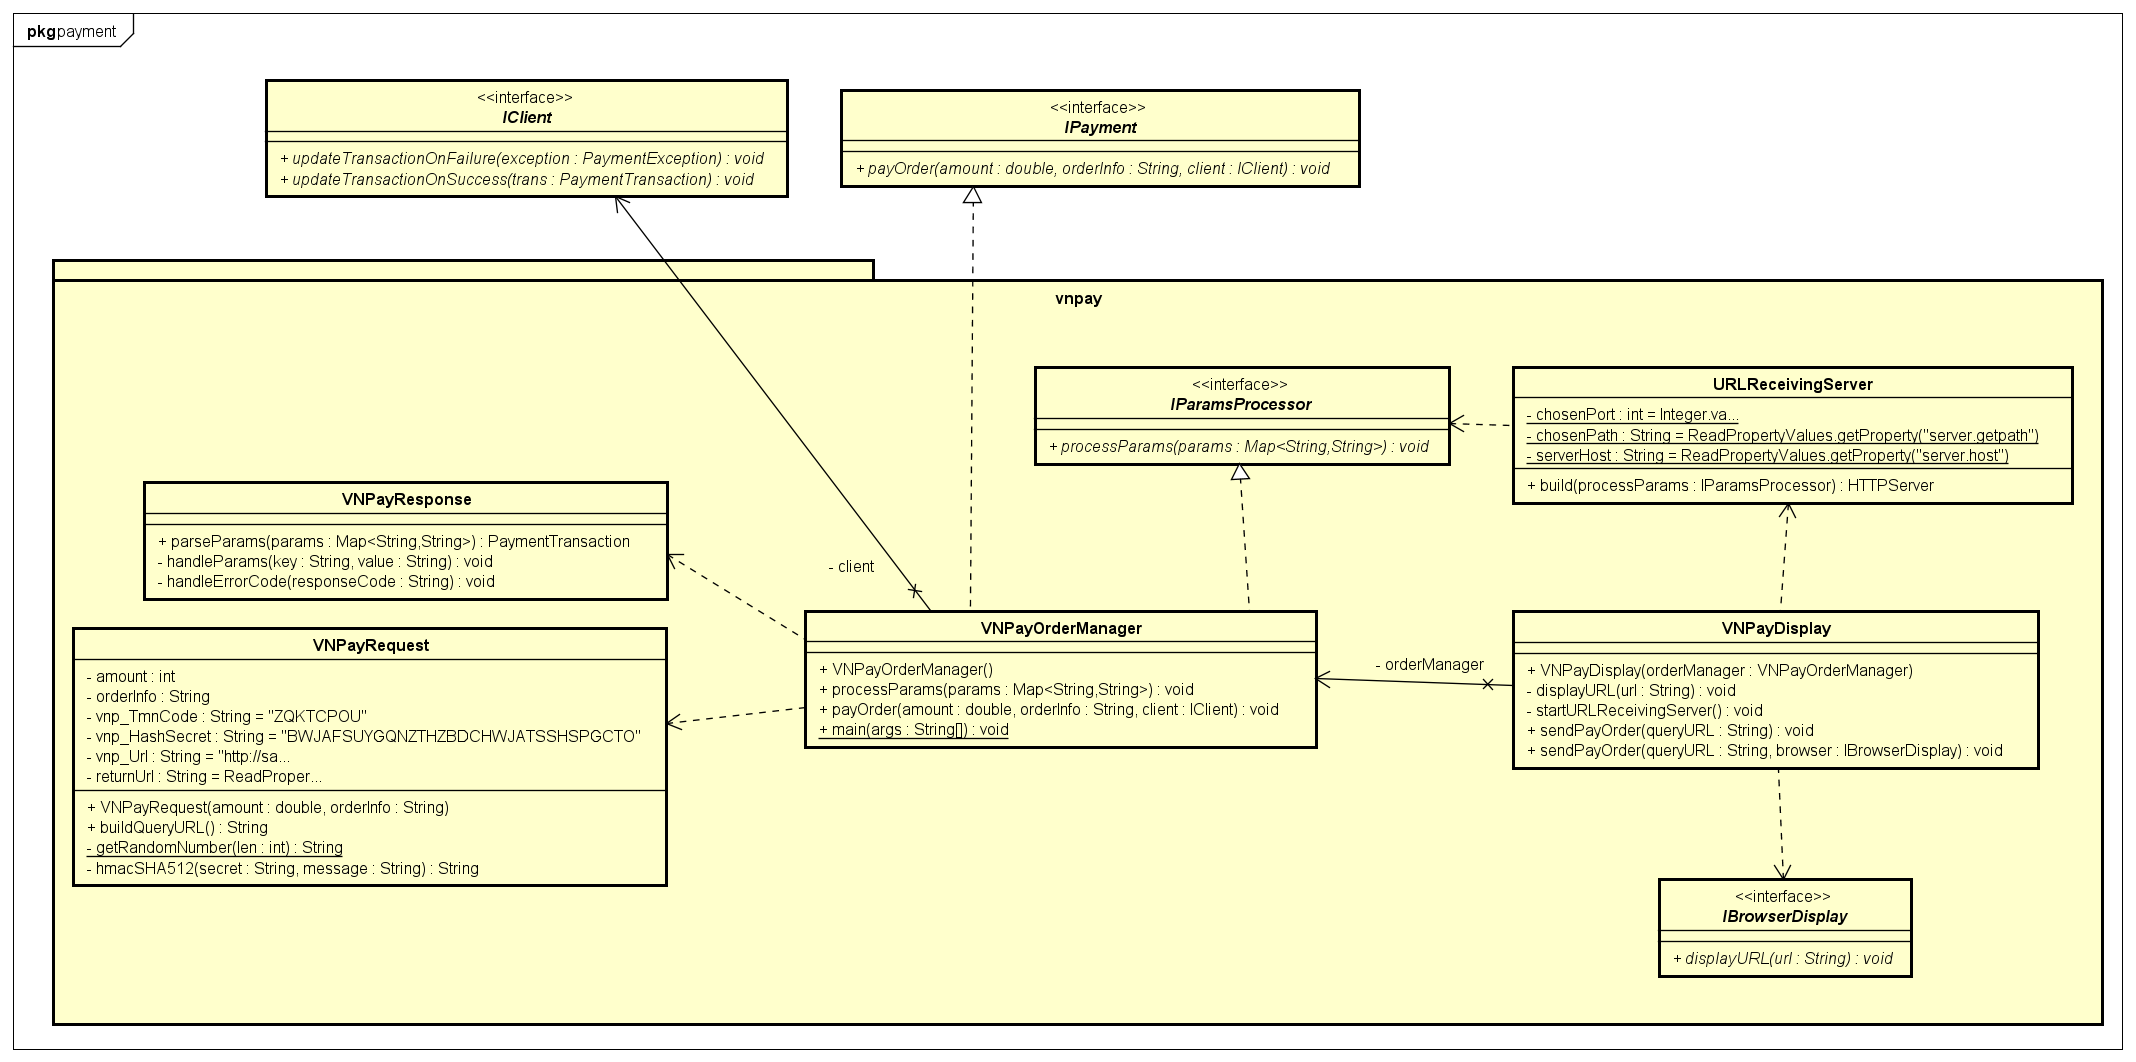 pkg payment
<<interface>>
IClient
+ updateTransactionOnFailure(exception : PaymentException) : void
+ updateTransactionOnSuccess(trans : PaymentTransaction) : void
<<interface>>
IPayment
+ payOrder(amount : double, orderInfo : String, client : IClient) : void
vnpay
<<interface>>
IParamsProcessor
+ processParams(params : Map<String,String>) : void
URLReceivingServer
- chosenPort : int = Integer.va...
- chosenPath : String = ReadPropertyValues.getProperty("server.getpath")
- serverHost : String = ReadPropertyValues.getProperty("server.host")
+ build(processParams : IParamsProcessor) : HTTPServer
VNPayResponse
+ parseParams(params : Map<String,String>) : PaymentTransaction
- handleParams(key : String, value : String) : void
- handleErrorCode(responseCode : String) : void
- client
VNPayRequest
- amount : int
- orderInfo : String
- vnp_TmnCode : String = "ZQKTCPOU"
- vnp_HashSecret : String = "BWJAFSUYGQNZTHZBDCHWJATSSHSPGCTO"
- vnp_Url : String = "http://sa...
- returnUrl : String = ReadProper...
+ VNPayRequest(amount : double, orderInfo : String)
+ buildQueryURL() : String
- getRandomNumber(len : int) : String
- hmacSHA512(secret : String, message : String) : String
VNPayOrderManager
+ VNPayOrderManager()
+ processParams(params : Map<String,String>) : void
+ payOrder(amount : double, orderInfo : String, client : IClient) : void
+ main(args : String[]) : void
- orderManager
VNPayDisplay
+ VNPayDisplay(orderManager : VNPayOrderManager)
- displayURL(url : String) : void
- startURLReceivingServer() : void
+ sendPayOrder(queryURL : String) : void
+ sendPayOrder(queryURL : String, browser : IBrowserDisplay) : void
<<interface>>
IBrowserDisplay
+ displayURL(url : String) : void